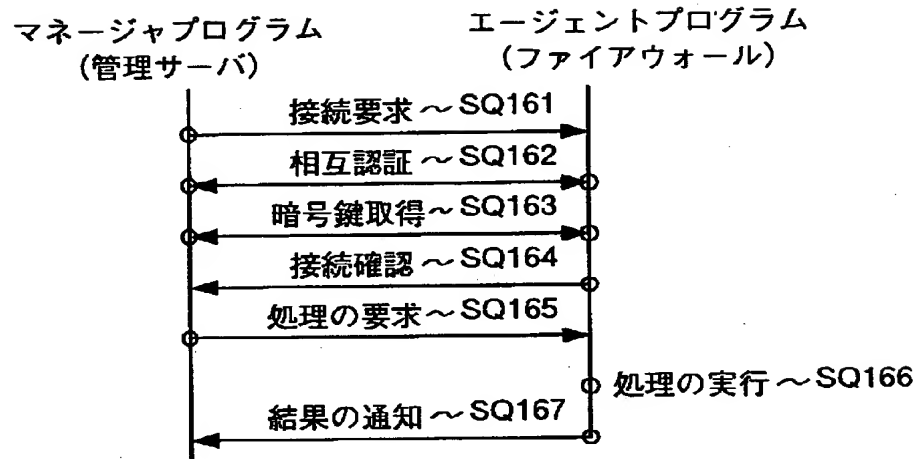 マネージャプログラム
(管理サーバ)
エージェントプログラム
(ファイアウォール)
接続要求～SQ161
相互認証～SQ162
暗号鍵取得～SQ163
接続確認～SQ164
処理の要求～SQ165
処理の実行～SQ166
結果の通知～SQ167